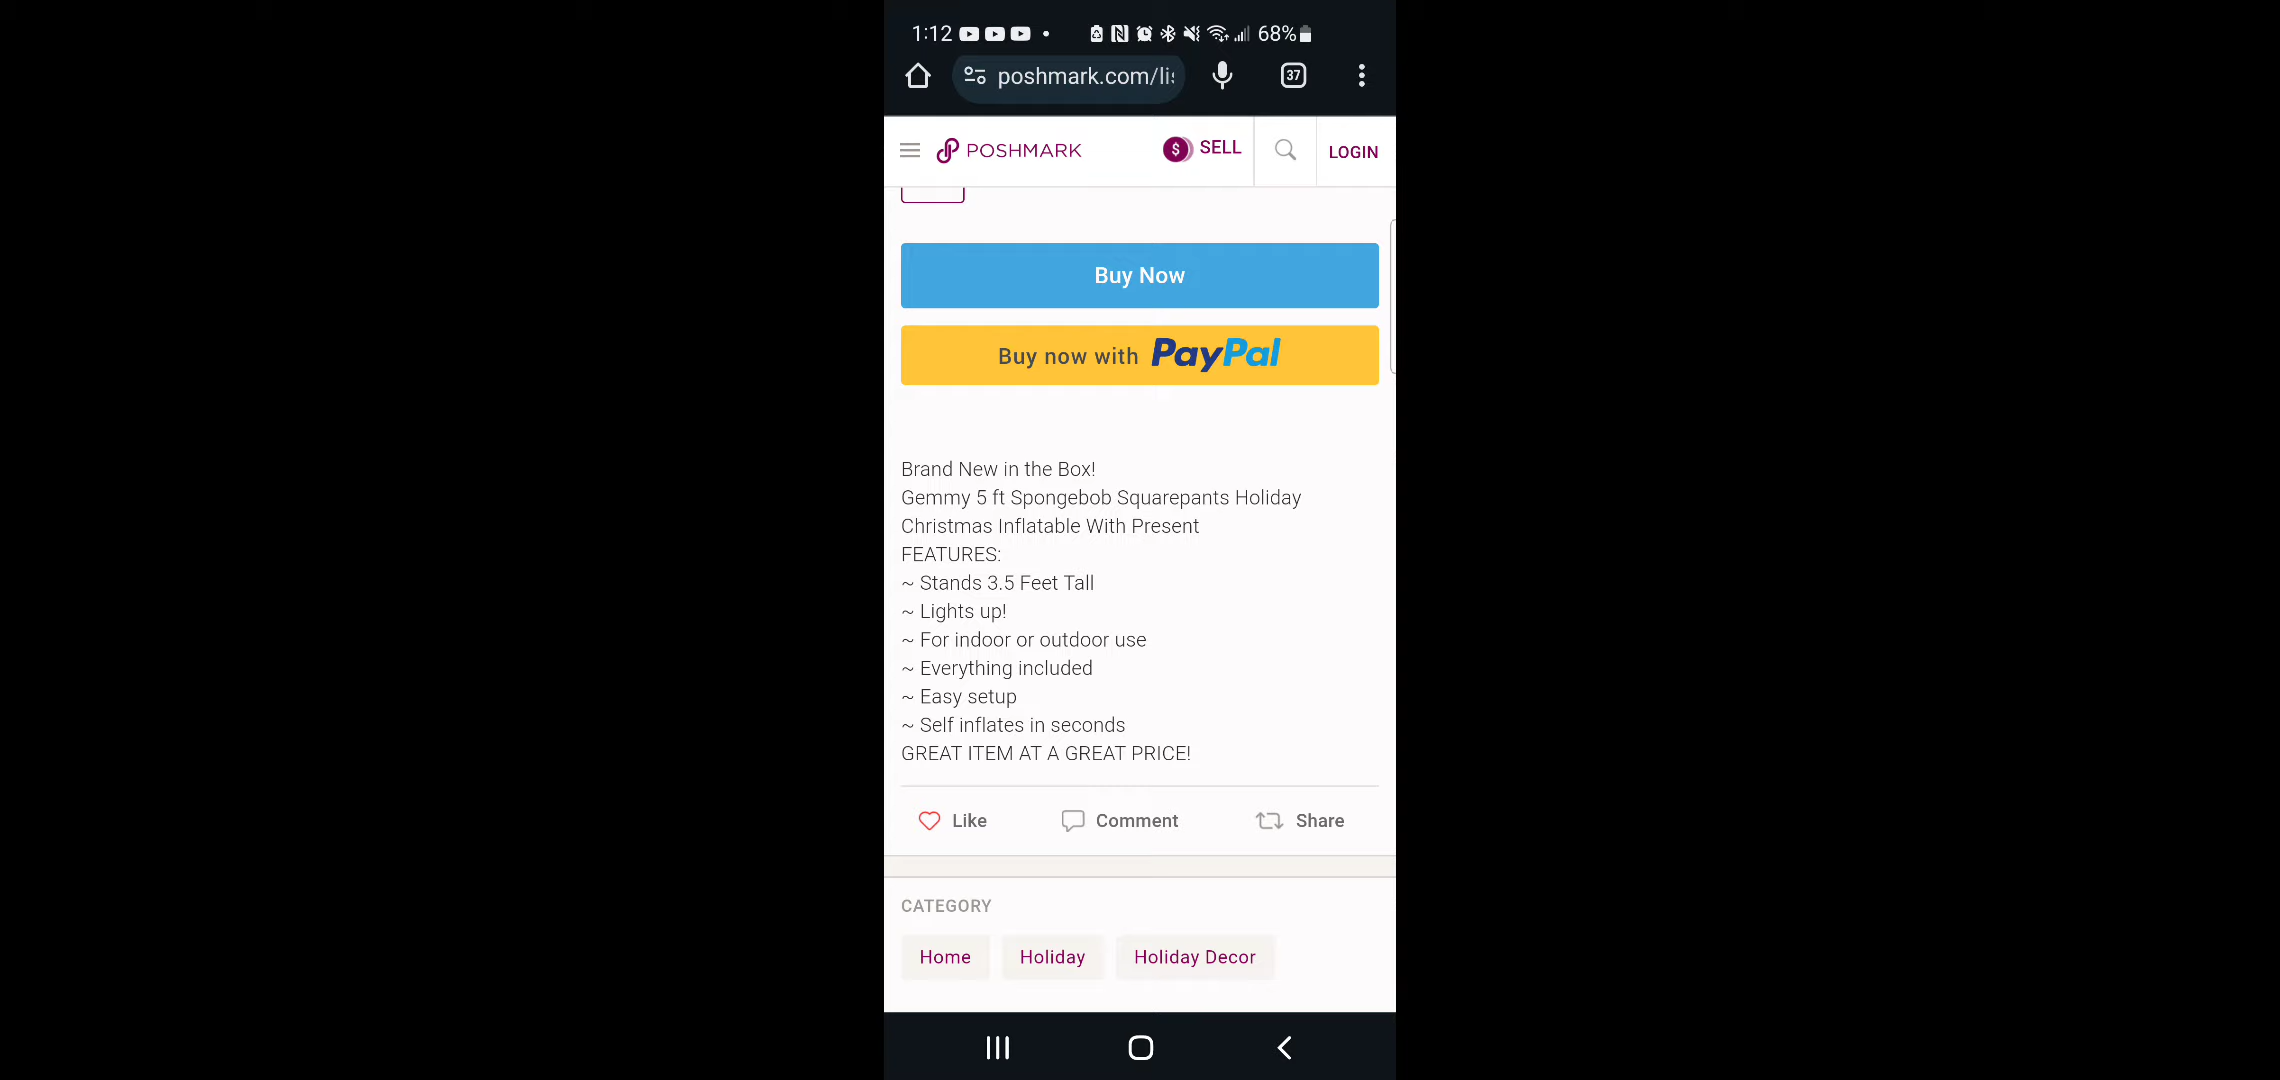 1:12 68%
poshmark.com/lis 37
POSHMARK $ SELL LOGIN
Buy Now
Buy now with PayPal
Brand New in the Box!
Gemmy 5 ft Spongebob Squarepants Holiday
Christmas Inflatable With Present
FEATURES:
~ Stands 3.5 Feet Tall
~ Lights up!
~ For indoor or outdoor use
~ Everything included
~ Easy setup
~ Self inflates in seconds
GREAT ITEM AT A GREAT PRICE!
Like Comment Share
CATEGORY
Home Holiday Holiday Decor